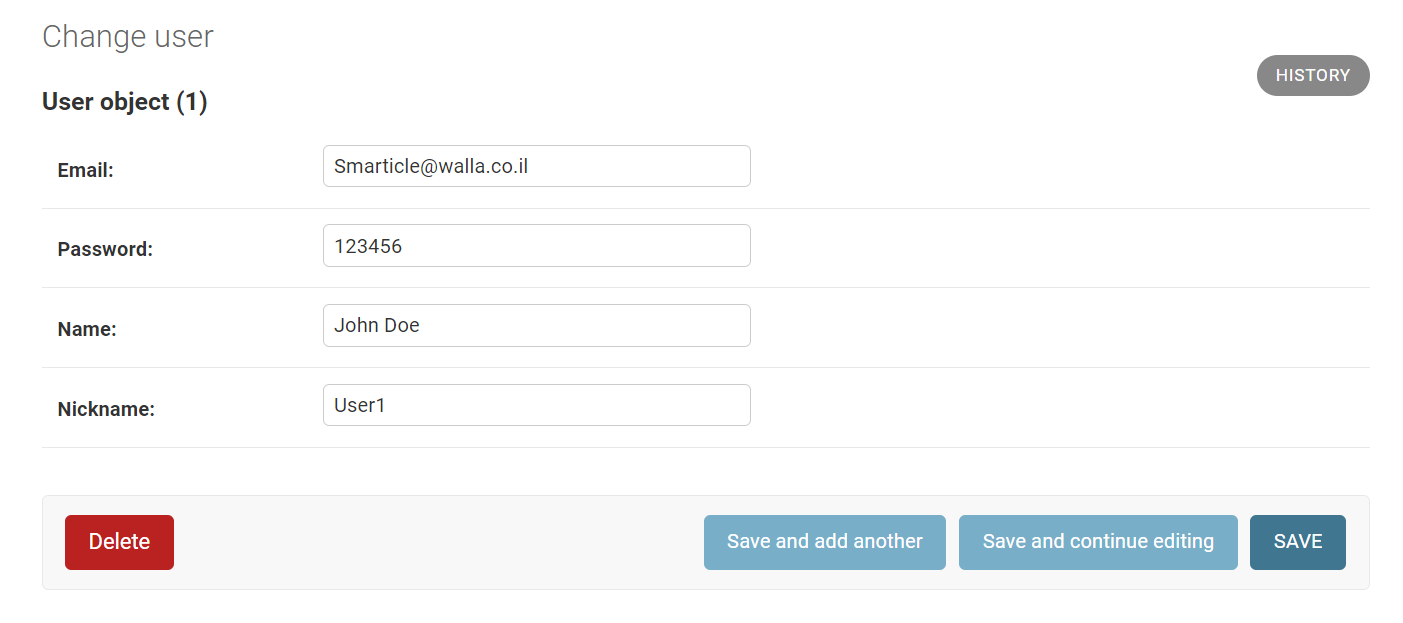 Change user
HISTORY
User object (1)
Email: Smarticle@walla.co.il
Password: 123456
Name: John Doe
Nickname: User1
Delete Save and add another Save and continue editing SAVE